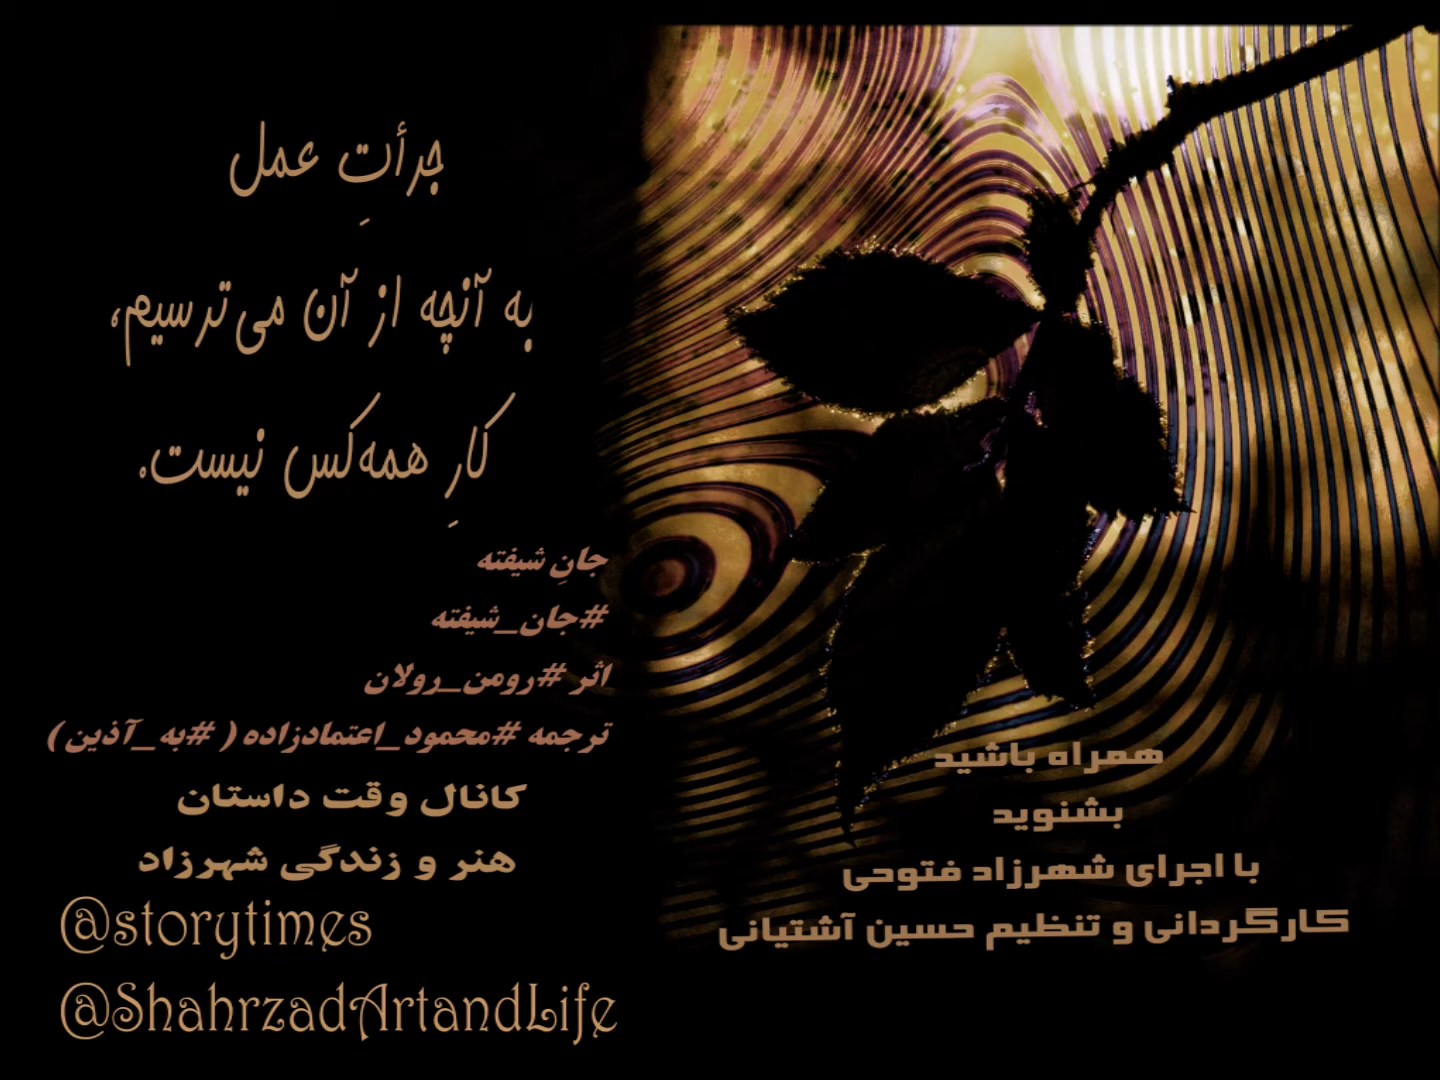 جرأتِ عمل
به آنچه از آن می‌ترسیم،
کارِ همه‌کس نیست.
جانِ شیفته
#جان_شیفته
اثر #رومن_رولان
ترجمه #محمود_اعتمادزاده ( #به_آذین )
کانال وقت داستان
هنر و زندگی شهرزاد
@storytimes
@ShahrzadArtandLife
همراه باشید
بشنوید
با اجرای شهرزاد فتوحی
کارگردانی و تنظیم حسین آشتیانی